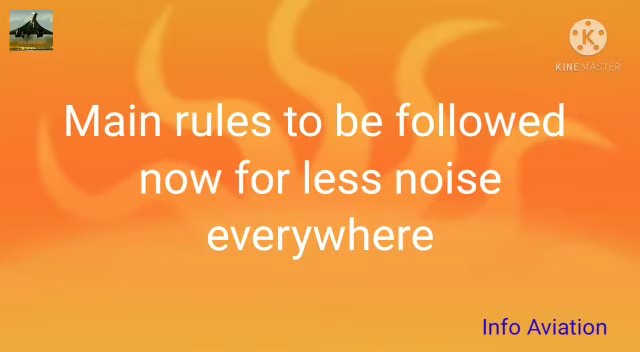 KINEMASTER
Main rules to be followed
now for less noise
everywhere
Info Aviation